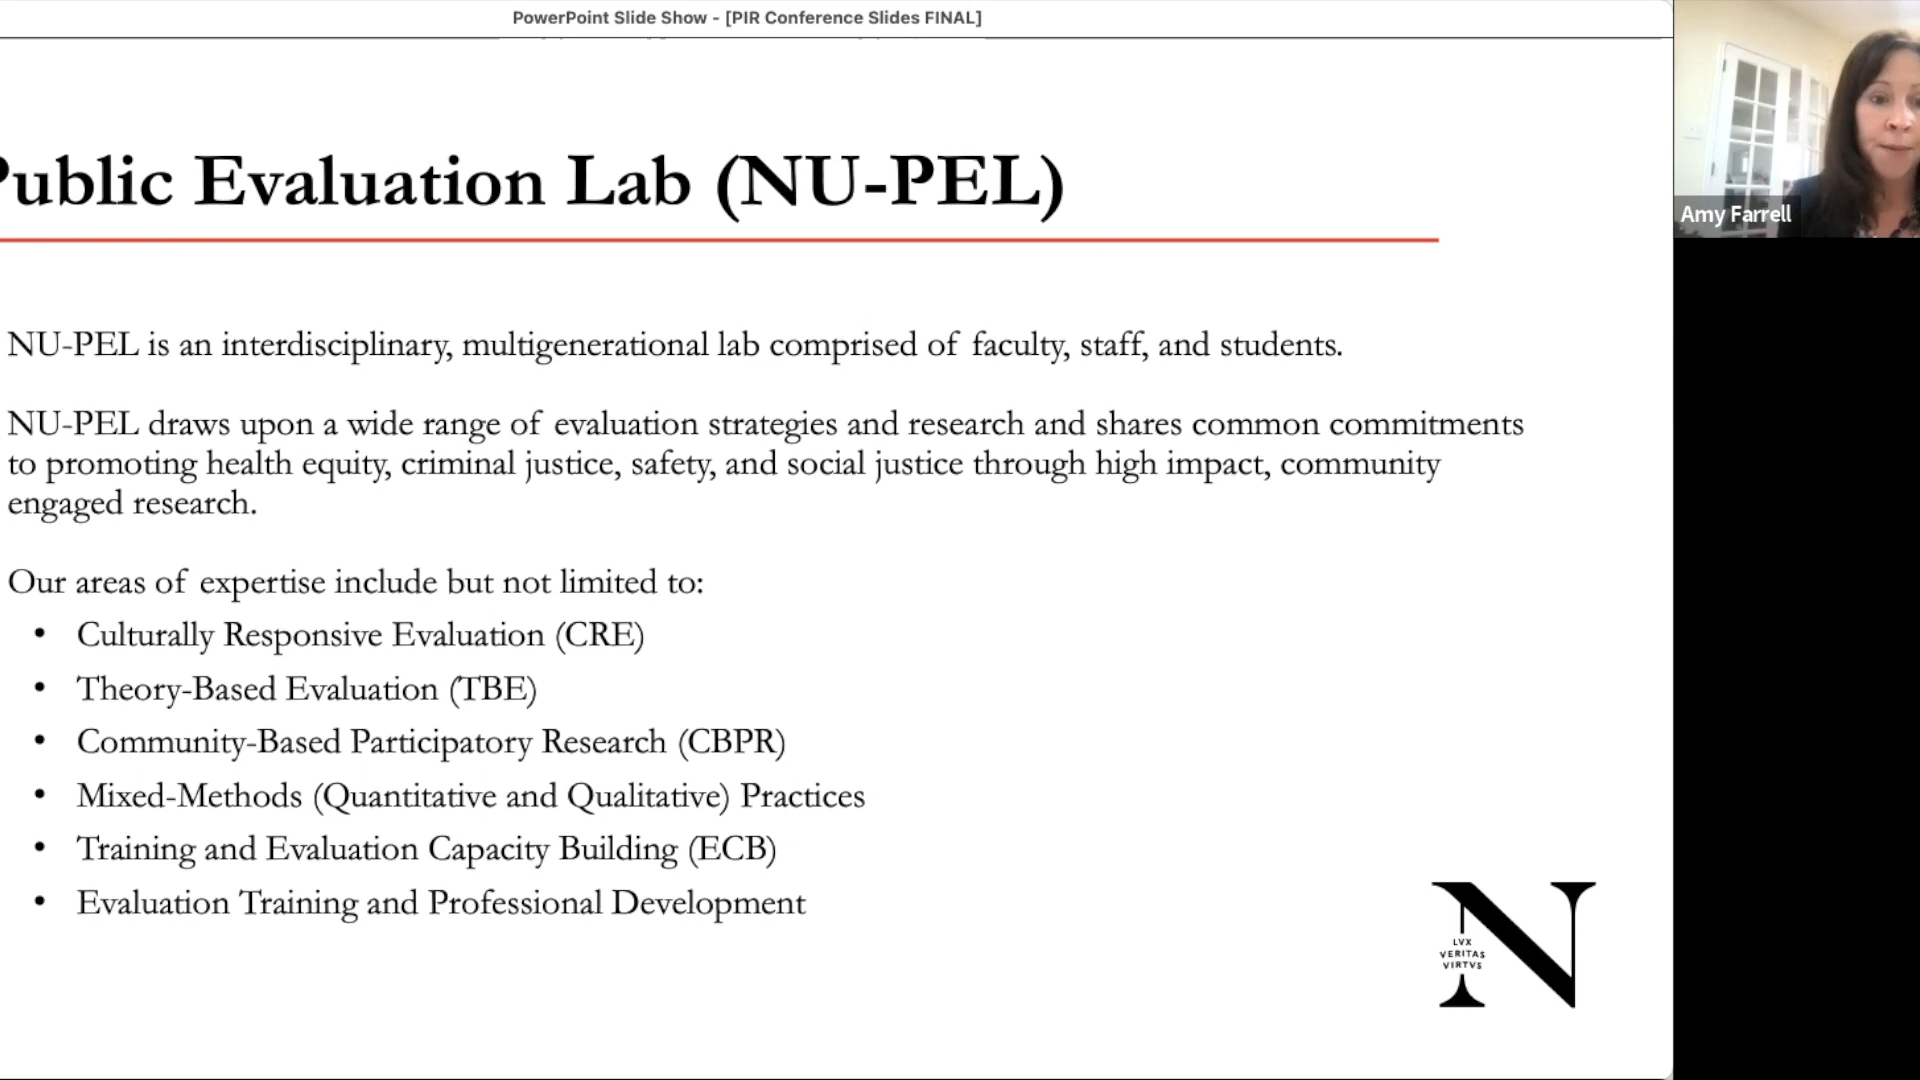 PowerPoint Slide Show - [PIR Conference Slides FINAL]
Public Evaluation Lab (NU-PEL)
Amy Farrell
NU-PEL is an interdisciplinary, multigenerational lab comprised of faculty, staff, and students.
NU-PEL draws upon a wide range of evaluation strategies and research and shares common commitments
to promoting health equity, criminal justice, safety, and social justice through high impact, community
engaged research.
Our areas of expertise include but not limited to:
• Culturally Responsive Evaluation (CRE)
• Theory-Based Evaluation (TBE)
• Community-Based Participatory Research (CBPR)
• Mixed-Methods (Quantitative and Qualitative) Practices
• Training and Evaluation Capacity Building (ECB)
• Evaluation Training and Professional Development
N
LVX
VERITAS
VIRTVS